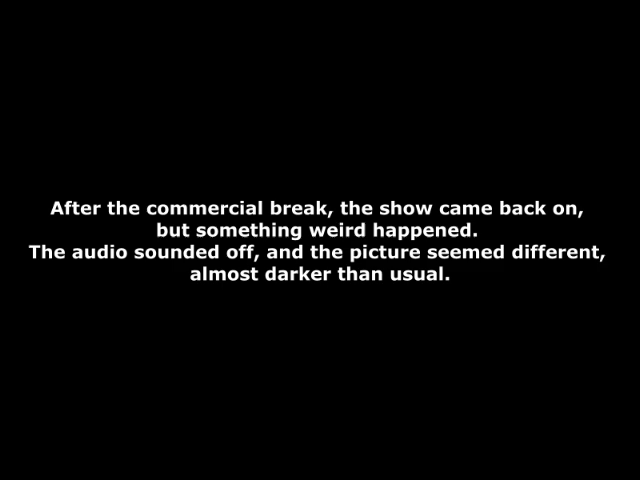 After the commercial break, the show came back on,
but something weird happened.
The audio sounded off, and the picture seemed different,
almost darker than usual.